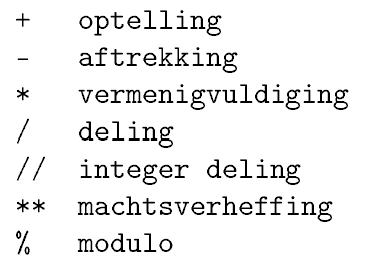 + optelling
- aftrekking
* vermenigvuldiging
/ deling
// integer deling
** machtsverheffing
% modulo